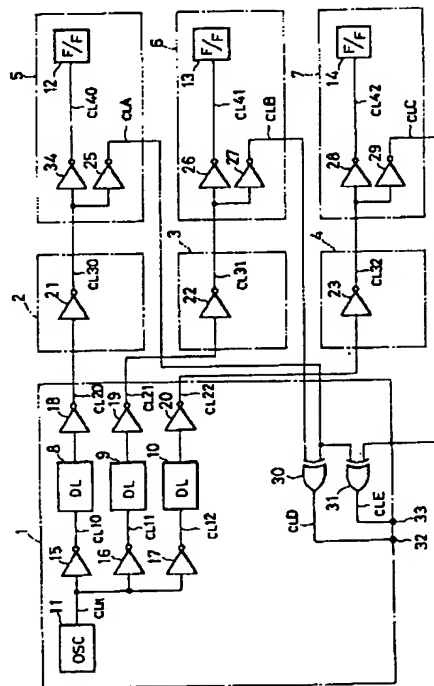 1
11
OSC
CLK
15
16
17
CL10
CL11
CL12
8
DL
9
DL
10
DL
18
19
20
CL20
CL21
CL22
2
21
CL30
3
22
CL31
4
23
CL32
5
34
25
CL40
12
F/F
CLA
6
26
27
CL41
13
F/F
CLB
7
28
29
CL42
14
F/F
CLC
30
31
CLD
CLE
32
33